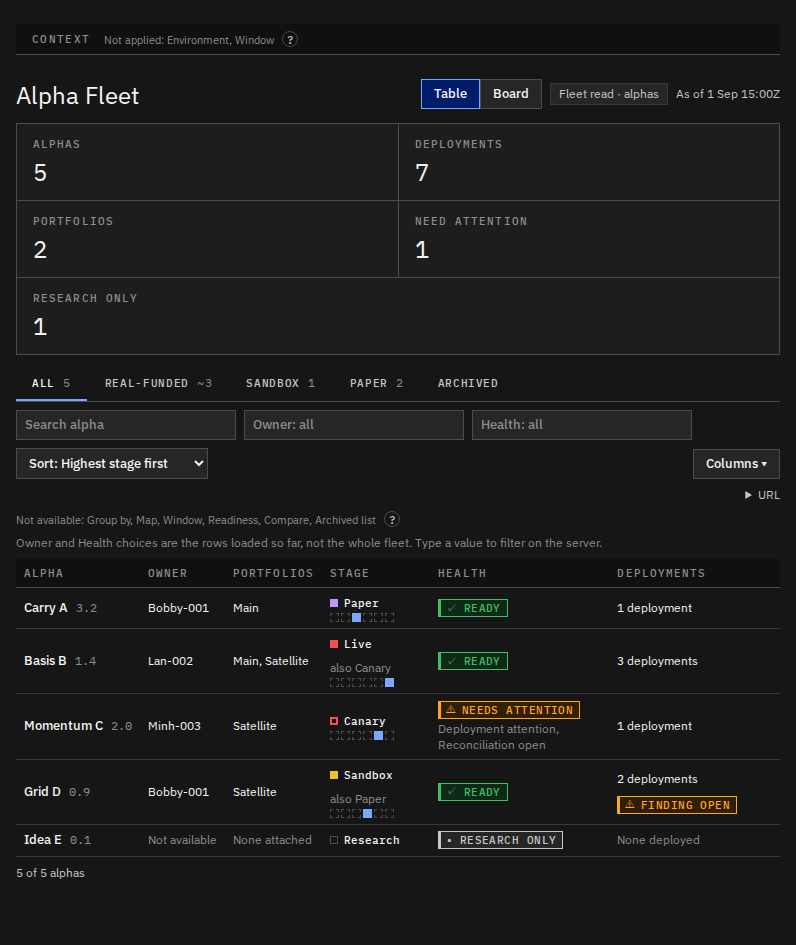 CONTEXT Not applied: Environment, Window ?
Alpha Fleet Table Board Fleet read · alphas As of 1 Sep 15:00Z
ALPHAS DEPLOYMENTS
5 7
PORTFOLIOS NEED ATTENTION
2 1
RESEARCH ONLY
1
ALL 5 REAL-FUNDED ~3 SANDBOX 1 PAPER 2 ARCHIVED
Search alpha Owner: all Health: all
Sort: Highest stage first Columns ▾
▶ URL
Not available: Group by, Map, Window, Readiness, Compare, Archived list ?
Owner and Health choices are the rows loaded so far, not the whole fleet. Type a value to filter on the server.
ALPHA OWNER PORTFOLIOS STAGE HEALTH DEPLOYMENTS
Carry A 3.2 Bobby-001 Main Paper ✓ READY 1 deployment
Basis B 1.4 Lan-002 Main, Satellite Live ✓ READY 3 deployments
also Canary
Momentum C 2.0 Minh-003 Satellite Canary ⚠ NEEDS ATTENTION 1 deployment
Deployment attention,
Reconciliation open
Grid D 0.9 Bobby-001 Satellite Sandbox ✓ READY 2 deployments
also Paper ⚠ FINDING OPEN
Idea E 0.1 Not available None attached Research • RESEARCH ONLY None deployed
5 of 5 alphas